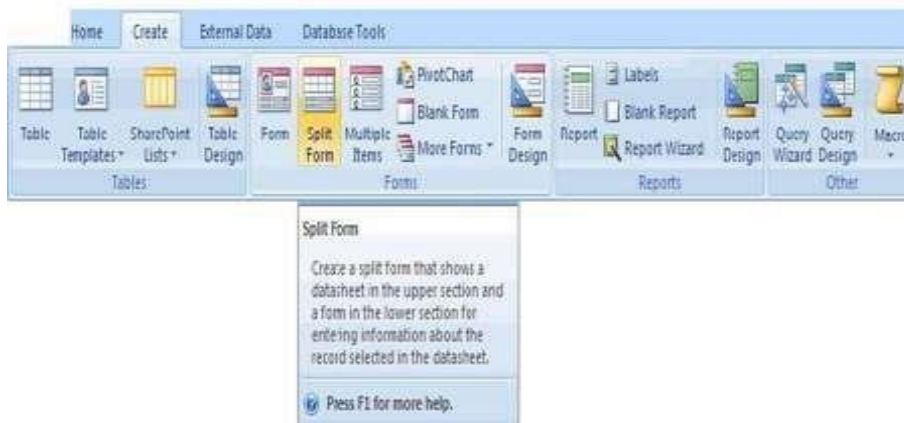 Home Create External Data Database Tools
Table
Table Templates
SharePoint Lists
Table Design
Tables
Form
Split Form
Multiple Items
PivotChart
Blank Form
More Forms
Form Design
Forms
Report
Labels
Blank Report
Report Wizard
Report Design
Reports
Query Wizard
Query Design
Macro
Other
Split Form
Create a split form that shows a
datasheet in the upper section and
a form in the lower section for
entering information about the
record selected in the datasheet.
Press F1 for more help.